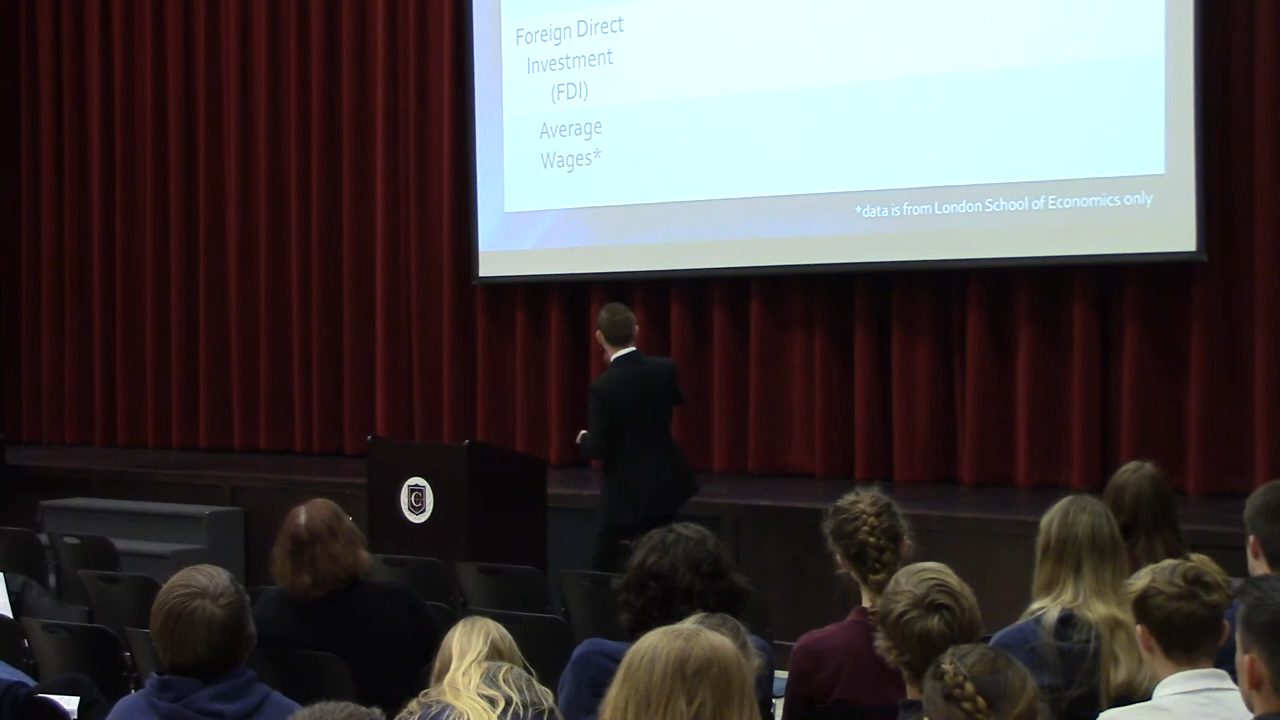 Foreign Direct
Investment
(FDI)
Average
Wages*
*data is from London School of Economics only
G